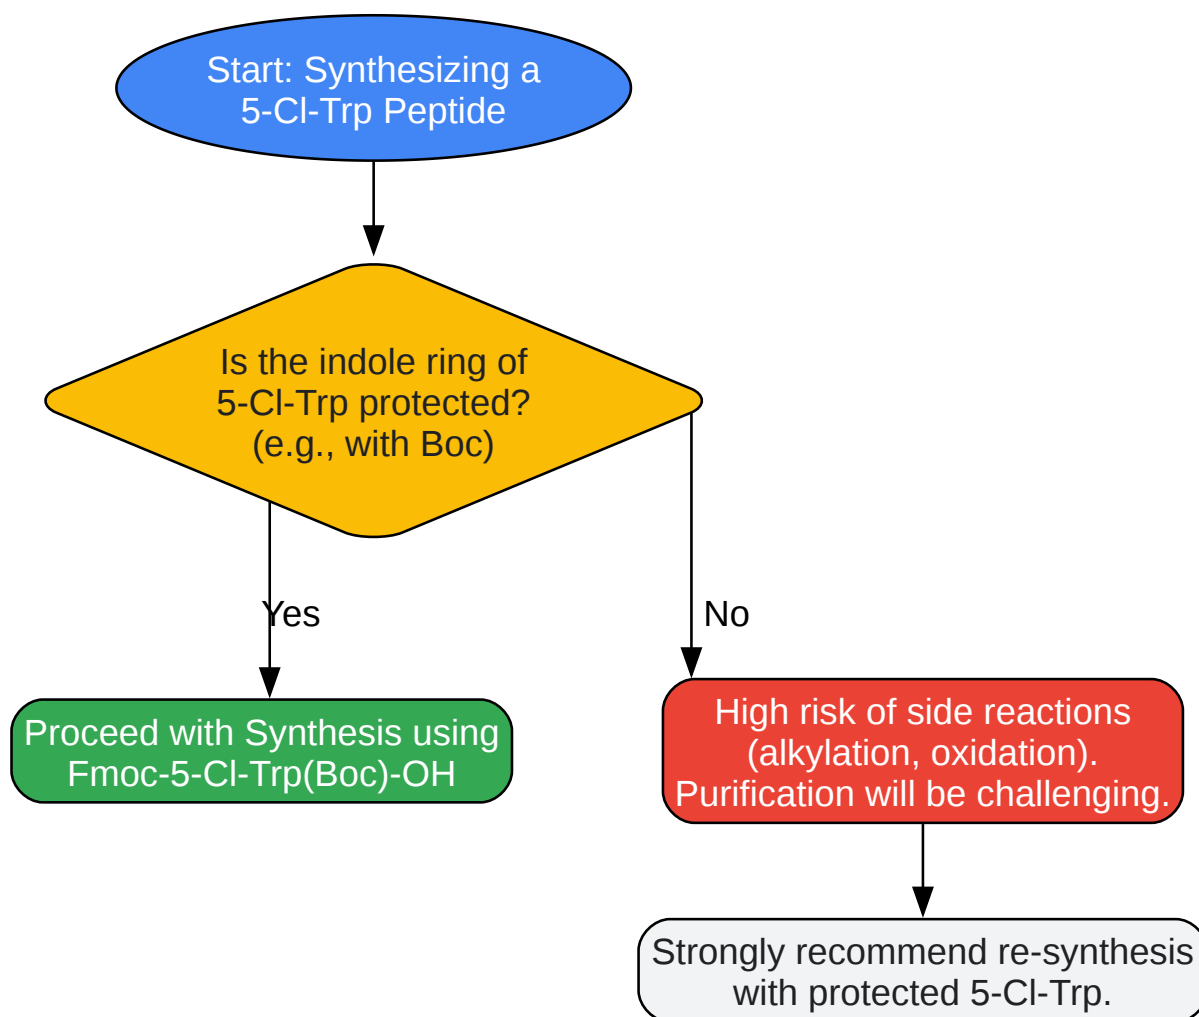 Start: Synthesizing a
5-Cl-Trp Peptide
Is the indole ring of
5-Cl-Trp protected?
(e.g., with Boc)
Yes
No
Proceed with Synthesis using
Fmoc-5-Cl-Trp(Boc)-OH
High risk of side reactions
(alkylation, oxidation).
Purification will be challenging.
Strongly recommend re-synthesis
with protected 5-Cl-Trp.